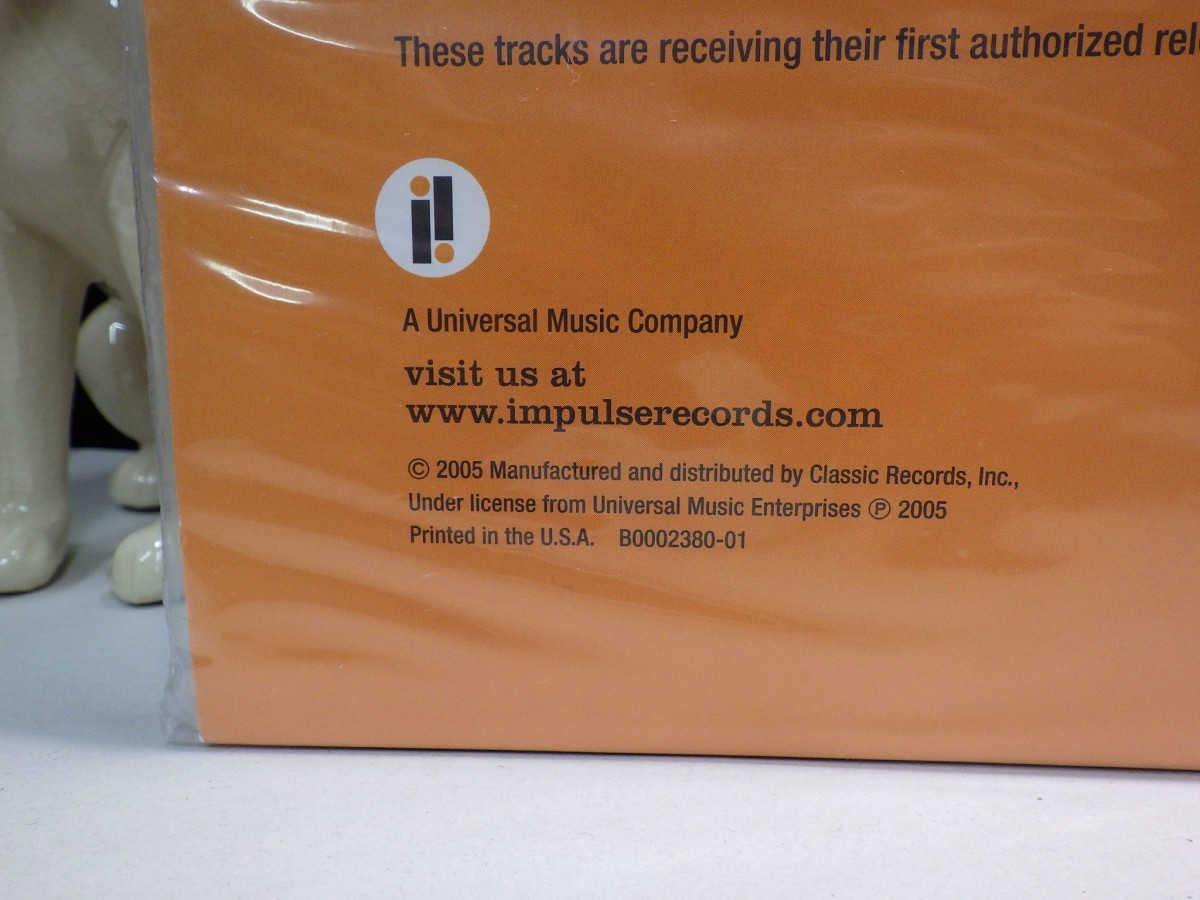 These tracks are receiving their first authorized
i!
A Universal Music Company
visit us at
www.impulserecords.com
© 2005 Manufactured and distributed by Classic Records, Inc.,
Under license from Universal Music Enterprises ℗ 2005
Printed in the U.S.A. B0002380-01